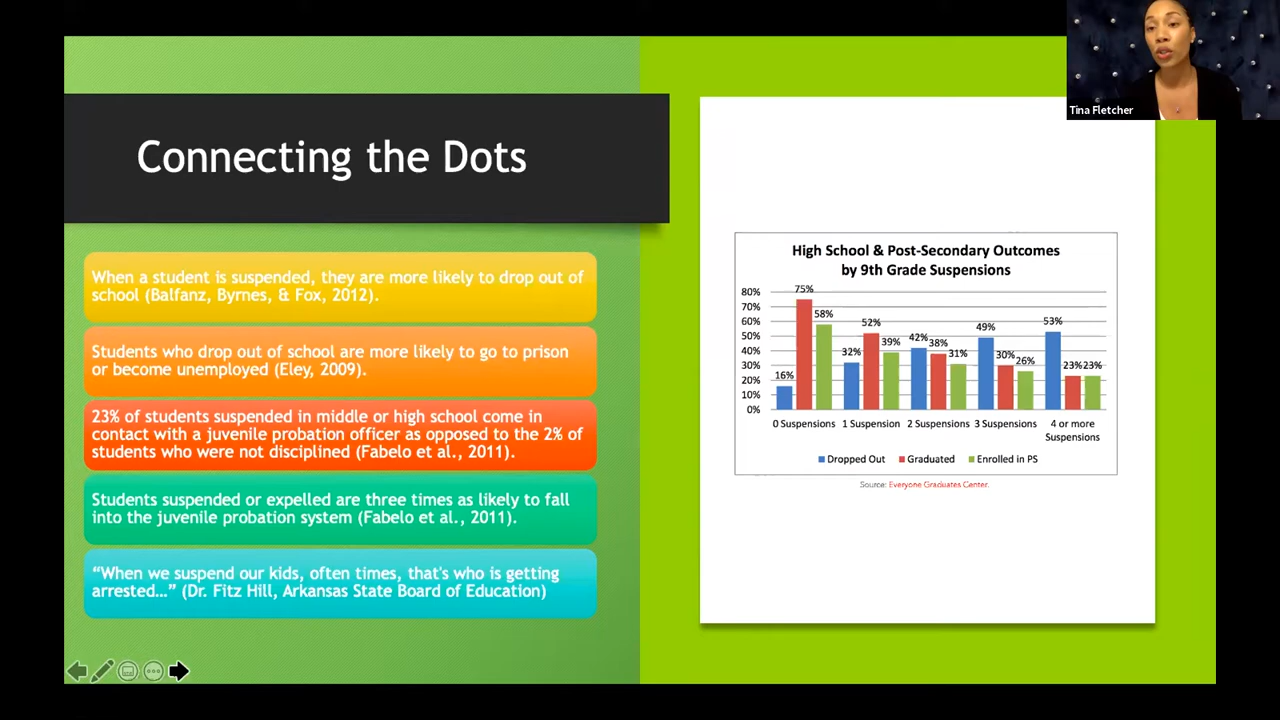 Tina Fletcher
Connecting the Dots
When a student is suspended, they are more likely to drop out of
school (Balfanz, Byrnes, & Fox, 2012).
Students who drop out of school are more likely to go to prison
or become unemployed (Eley, 2009).
23% of students suspended in middle or high school come in
contact with a juvenile probation officer as opposed to the 2% of
students who were not disciplined (Fabelo et al., 2011).
Students suspended or expelled are three times as likely to fall
into the juvenile probation system (Fabelo et al., 2011).
“When we suspend our kids, often times, that's who is getting
arrested…” (Dr. Fitz Hill, Arkansas State Board of Education)
High School & Post-Secondary Outcomes
by 9th Grade Suspensions
80%
70%
60%
50%
40%
30%
20%
10%
0%
16% 75% 58%
32% 52% 39%
42% 38% 31%
49% 30% 26%
53% 23% 23%
0 Suspensions 1 Suspension 2 Suspensions 3 Suspensions 4 or more
Suspensions
Dropped Out Graduated Enrolled in PS
Source: Everyone Graduates Center.